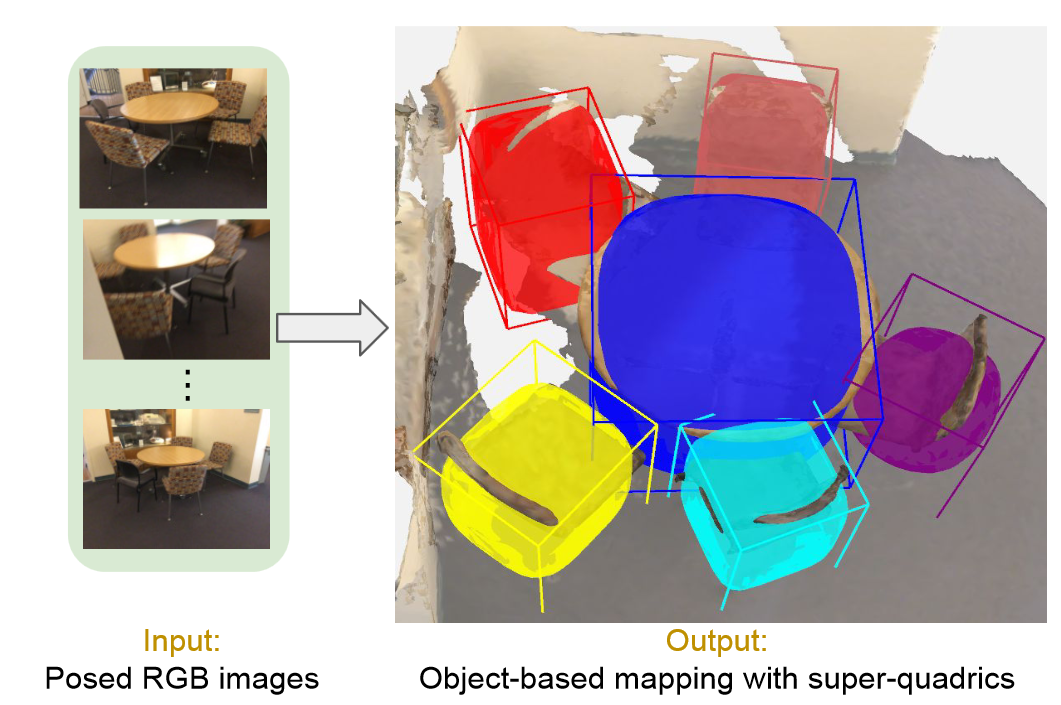 Input:
Posed RGB images
Output:
Object-based mapping with super-quadrics